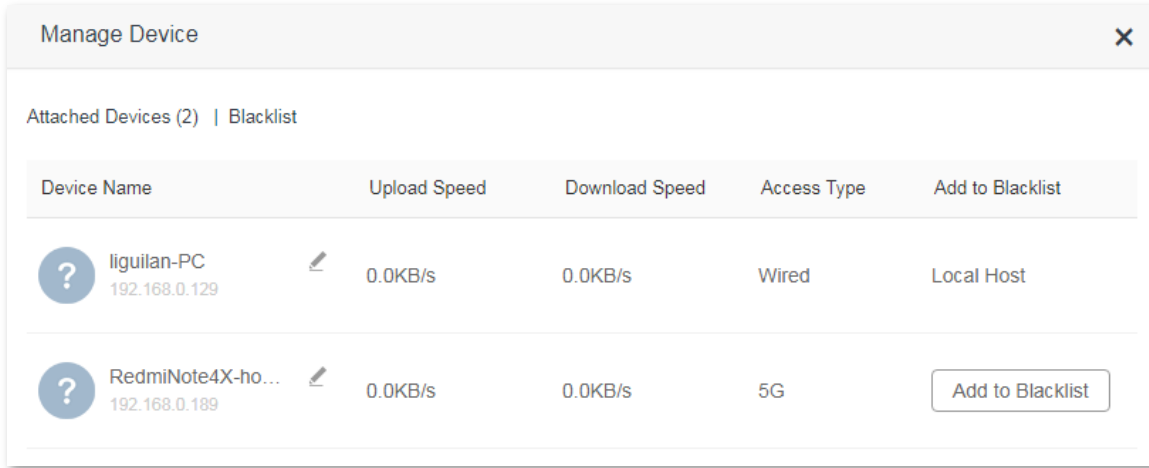 Manage Device
Attached Devices (2) | Blacklist
Device Name Upload Speed Download Speed Access Type Add to Blacklist
liguilan-PC
192.168.0.129
0.0KB/s 0.0KB/s Wired Local Host
RedmiNote4X-ho...
192.168.0.189
0.0KB/s 0.0KB/s 5G Add to Blacklist